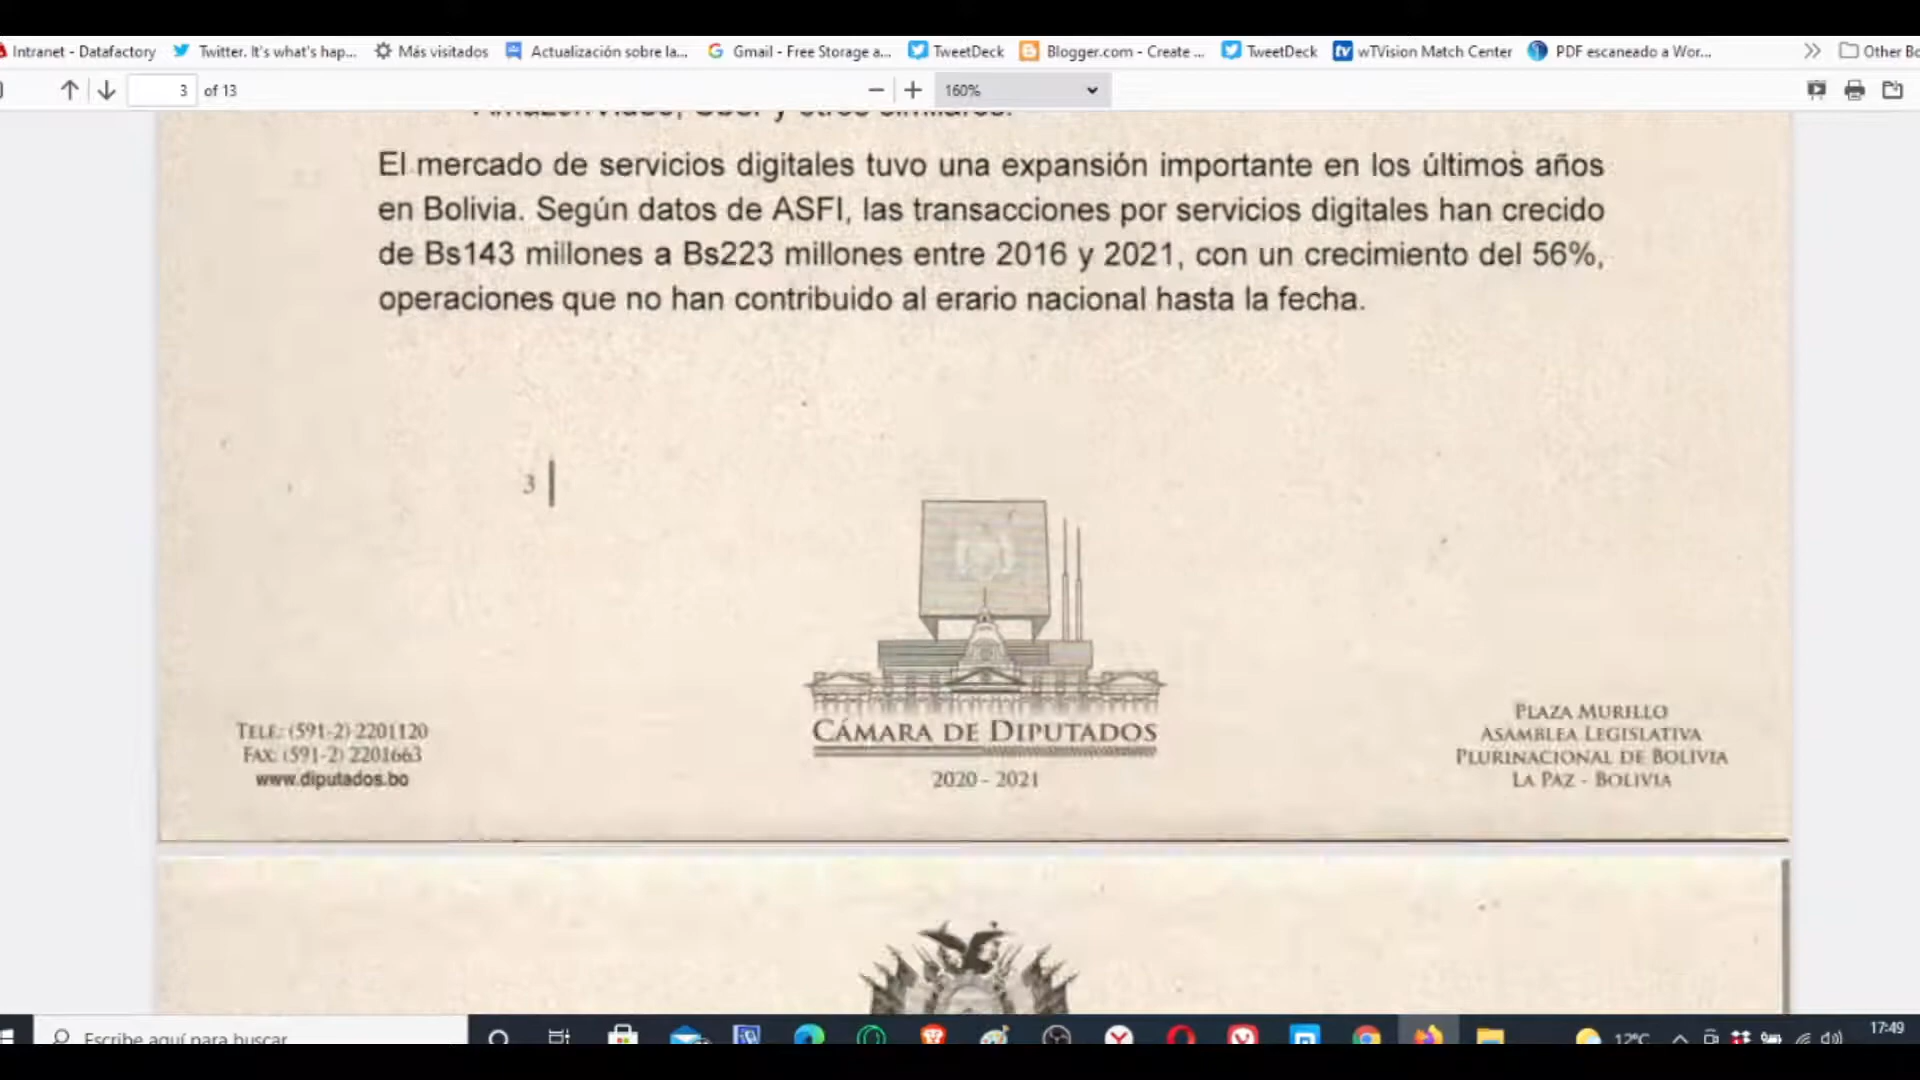 Intranet - Datafactory
Twitter. It's what's hap...
Más visitados
Actualización sobre la...
Gmail - Free Storage a...
TweetDeck
Blogger.com - Create ...
TweetDeck
wTVision Match Center
PDF escaneado a Wor...
3 of 13
160%
El mercado de servicios digitales tuvo una expansión importante en los últimos años
en Bolivia. Según datos de ASFI, las transacciones por servicios digitales han crecido
de Bs143 millones a Bs223 millones entre 2016 y 2021, con un crecimiento del 56%,
operaciones que no han contribuido al erario nacional hasta la fecha.
3
TELE: (591-2) 2201120
FAX: (591-2) 2201663
www.diputados.bo
CÁMARA DE DIPUTADOS
2020 - 2021
PLAZA MURILLO
ASAMBLEA LEGISLATIVA
PLURINACIONAL DE BOLIVIA
LA PAZ - BOLIVIA
Escribe aquí para buscar
12°C
17:49